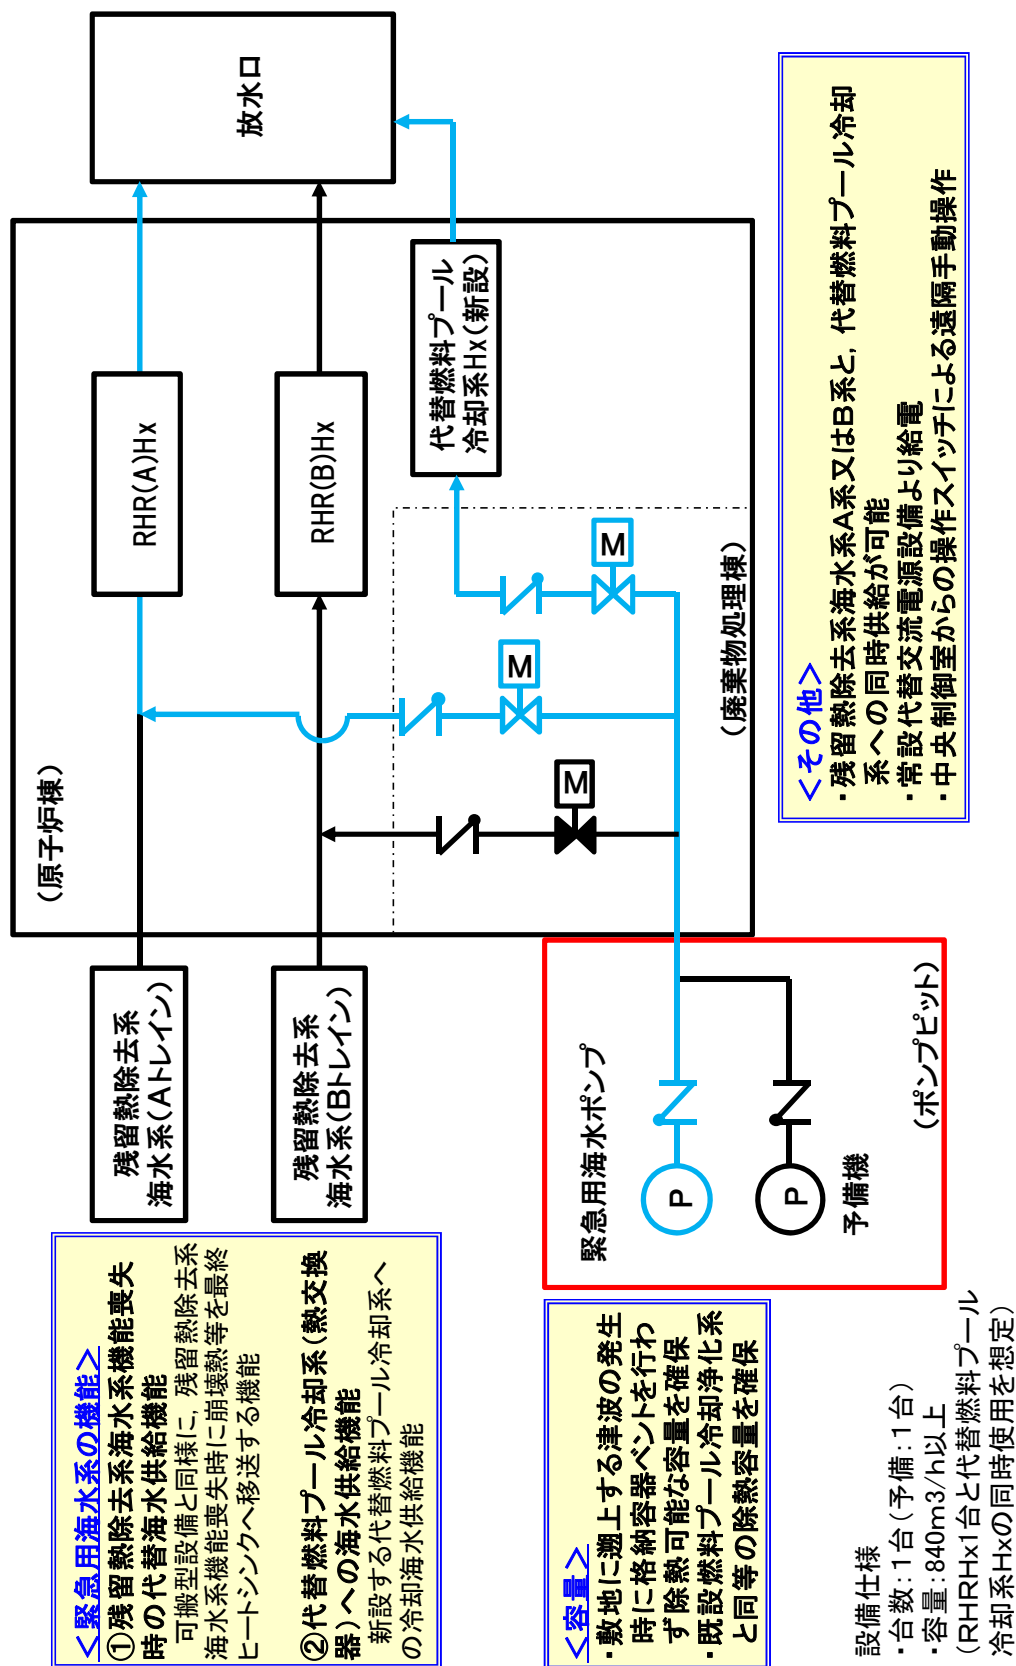 <緊急用海水系の機能>
①残留熱除去系海水系機能喪失
時の代替海水供給機能
可搬型設備と同様に，残留熱除去系
海水系機能喪失時に崩壊熱等を最終
ヒートシンクへ移送する機能
②代替燃料プール冷却系（熱交換
器）への海水供給機能
新設する代替燃料プール冷却系へ
の冷却海水供給機能
<容量>
・敷地に遡上する津波の発生
時に格納容器ベントを行わ
ず除熱可能な容量を確保
・既設燃料プール冷却浄化系
と同等の除熱容量を確保
設備仕様
・台数：1台（予備：1台）
・容量：840m3/h以上
（RHRHx1台と代替燃料プール
冷却系Hxの同時使用を想定）
残留熱除去系
海水系（Aトレイン）
残留熱除去系
海水系（Bトレイン）
緊急用海水ポンプ
P
P
予備機
（ポンプピット）
（原子炉棟）
M
M
M
（廃棄物処理棟）
RHR(A)Hx
RHR(B)Hx
代替燃料プール
冷却系Hx（新設）
放水口
<その他>
・残留熱除去系海水系A系又はB系と，代替燃料プール冷却
系への同時供給が可能
・常設代替交流電源設備より給電
・中央制御室からの操作スイッチによる遠隔手動操作